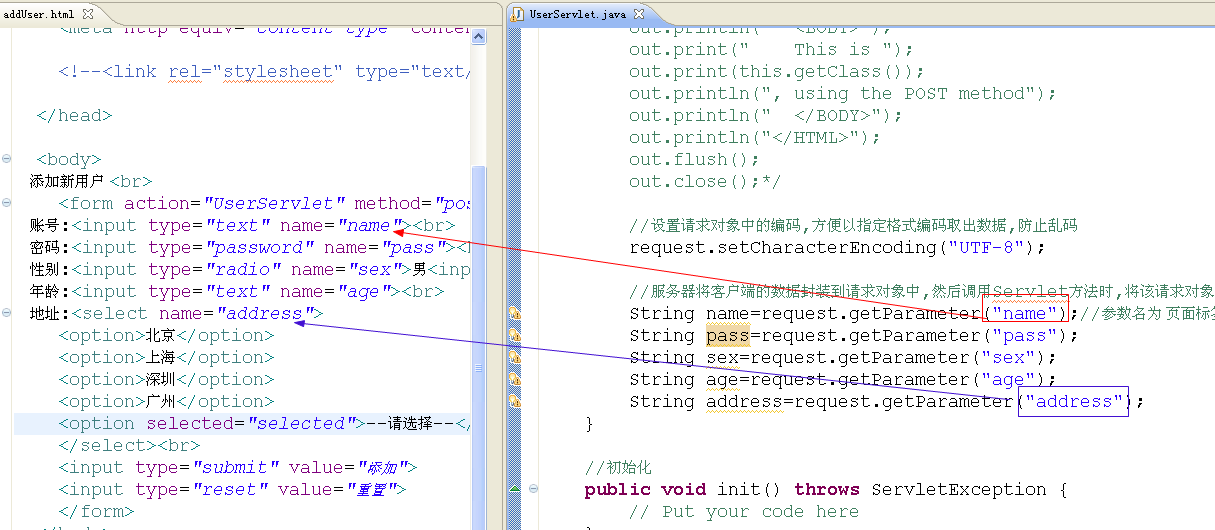 addUser.html
<meta http-equiv="content-type" conten
<!--<link rel="stylesheet" type="text/
</head>
<body>
添加新用户<br>
<form action="UserServlet" method="pos
账号:<input type="text" name="name"><br>
密码:<input type="password" name="pass"><b
性别:<input type="radio" name="sex">男<inp
年龄:<input type="text" name="age"><br>
地址:<select name="address">
<option>北京</option>
<option>上海</option>
<option>深圳</option>
<option>广州</option>
<option selected="selected">--请选择--</
</select><br>
<input type="submit" value="添加">
<input type="reset" value="重置">
</form>
</body>
UserServlet.java
out.println("  <BODY>");
out.print("    This is ");
out.print(this.getClass());
out.println(", using the POST method");
out.println("  </BODY>");
out.println("</HTML>");
out.flush();
out.close();*/
//设置请求对象中的编码,方便以指定格式编码取出数据,防止乱码
request.setCharacterEncoding("UTF-8");
//服务器将客户端的数据封装到请求对象中,然后调用Servlet方法时,将该请求对象
String name=request.getParameter("name");//参数名为 页面标签
String pass=request.getParameter("pass");
String sex=request.getParameter("sex");
String age=request.getParameter("age");
String address=request.getParameter("address");
}
//初始化
public void init() throws ServletException {
// Put your code here